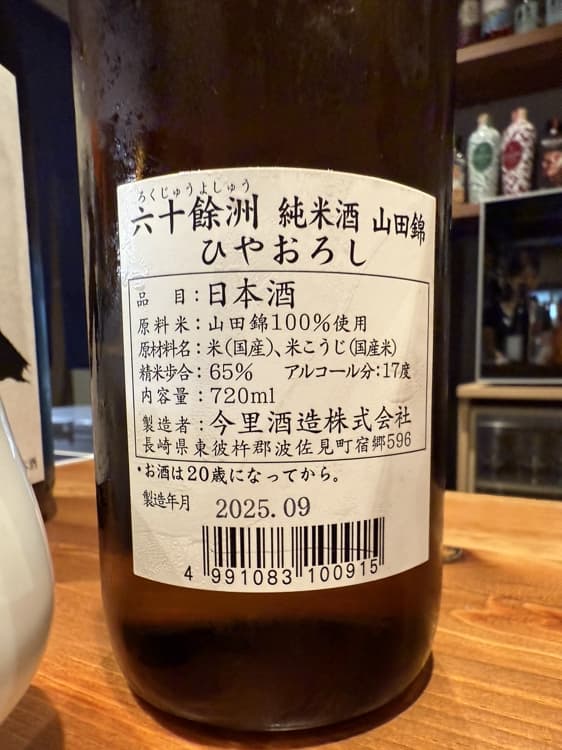 ろくじゅうよしゅう
六十餘洲 純米酒 山田錦
ひやおろし
品 目:日本酒
原料米:山田錦100%使用
原材料名:米(国産)、米こうじ(国産米)
精米歩合:65% アルコール分:17度
内容量:720ml
製造者:今里酒造株式会社
長崎県東彼杵郡波佐見町宿郷596
•お酒は20歳になってから。
製造年月 2025.09
4 991083 100915